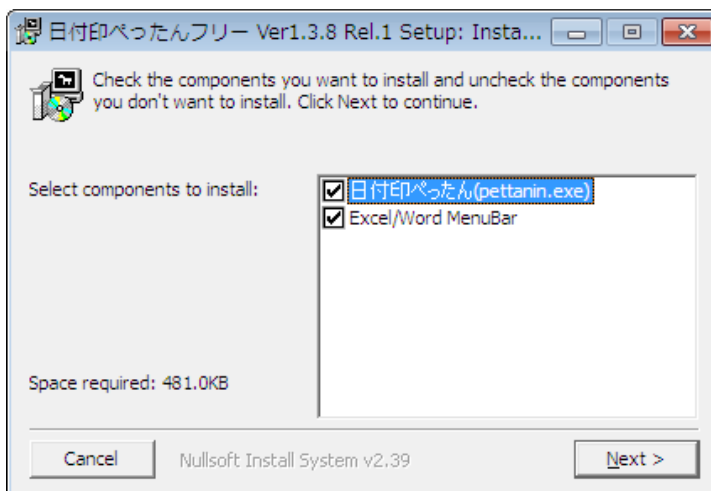 日付印ぺったんフリー Ver1.3.8 Rel.1 Setup: Insta...
Check the components you want to install and uncheck the components
you don't want to install. Click Next to continue.
Select components to install:
日付印ぺったん(pettanin.exe)
Excel/Word MenuBar
Space required: 481.0KB
Cancel
Nullsoft Install System v2.39
Next >